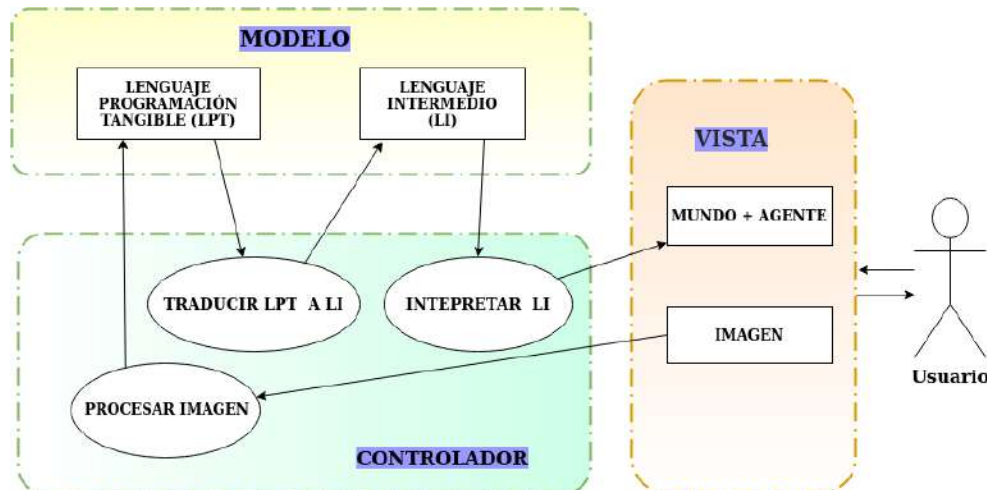 MODELO
LENGUAJE
PROGRAMACIÓN
TANGIBLE (LPT)
LENGUAJE
INTERMEDIO
(LI)
VISTA
MUNDO + AGENTE
TRADUCIR LPT A LI
INTEPRETAR LI
IMAGEN
Usuario
PROCESAR IMAGEN
CONTROLADOR